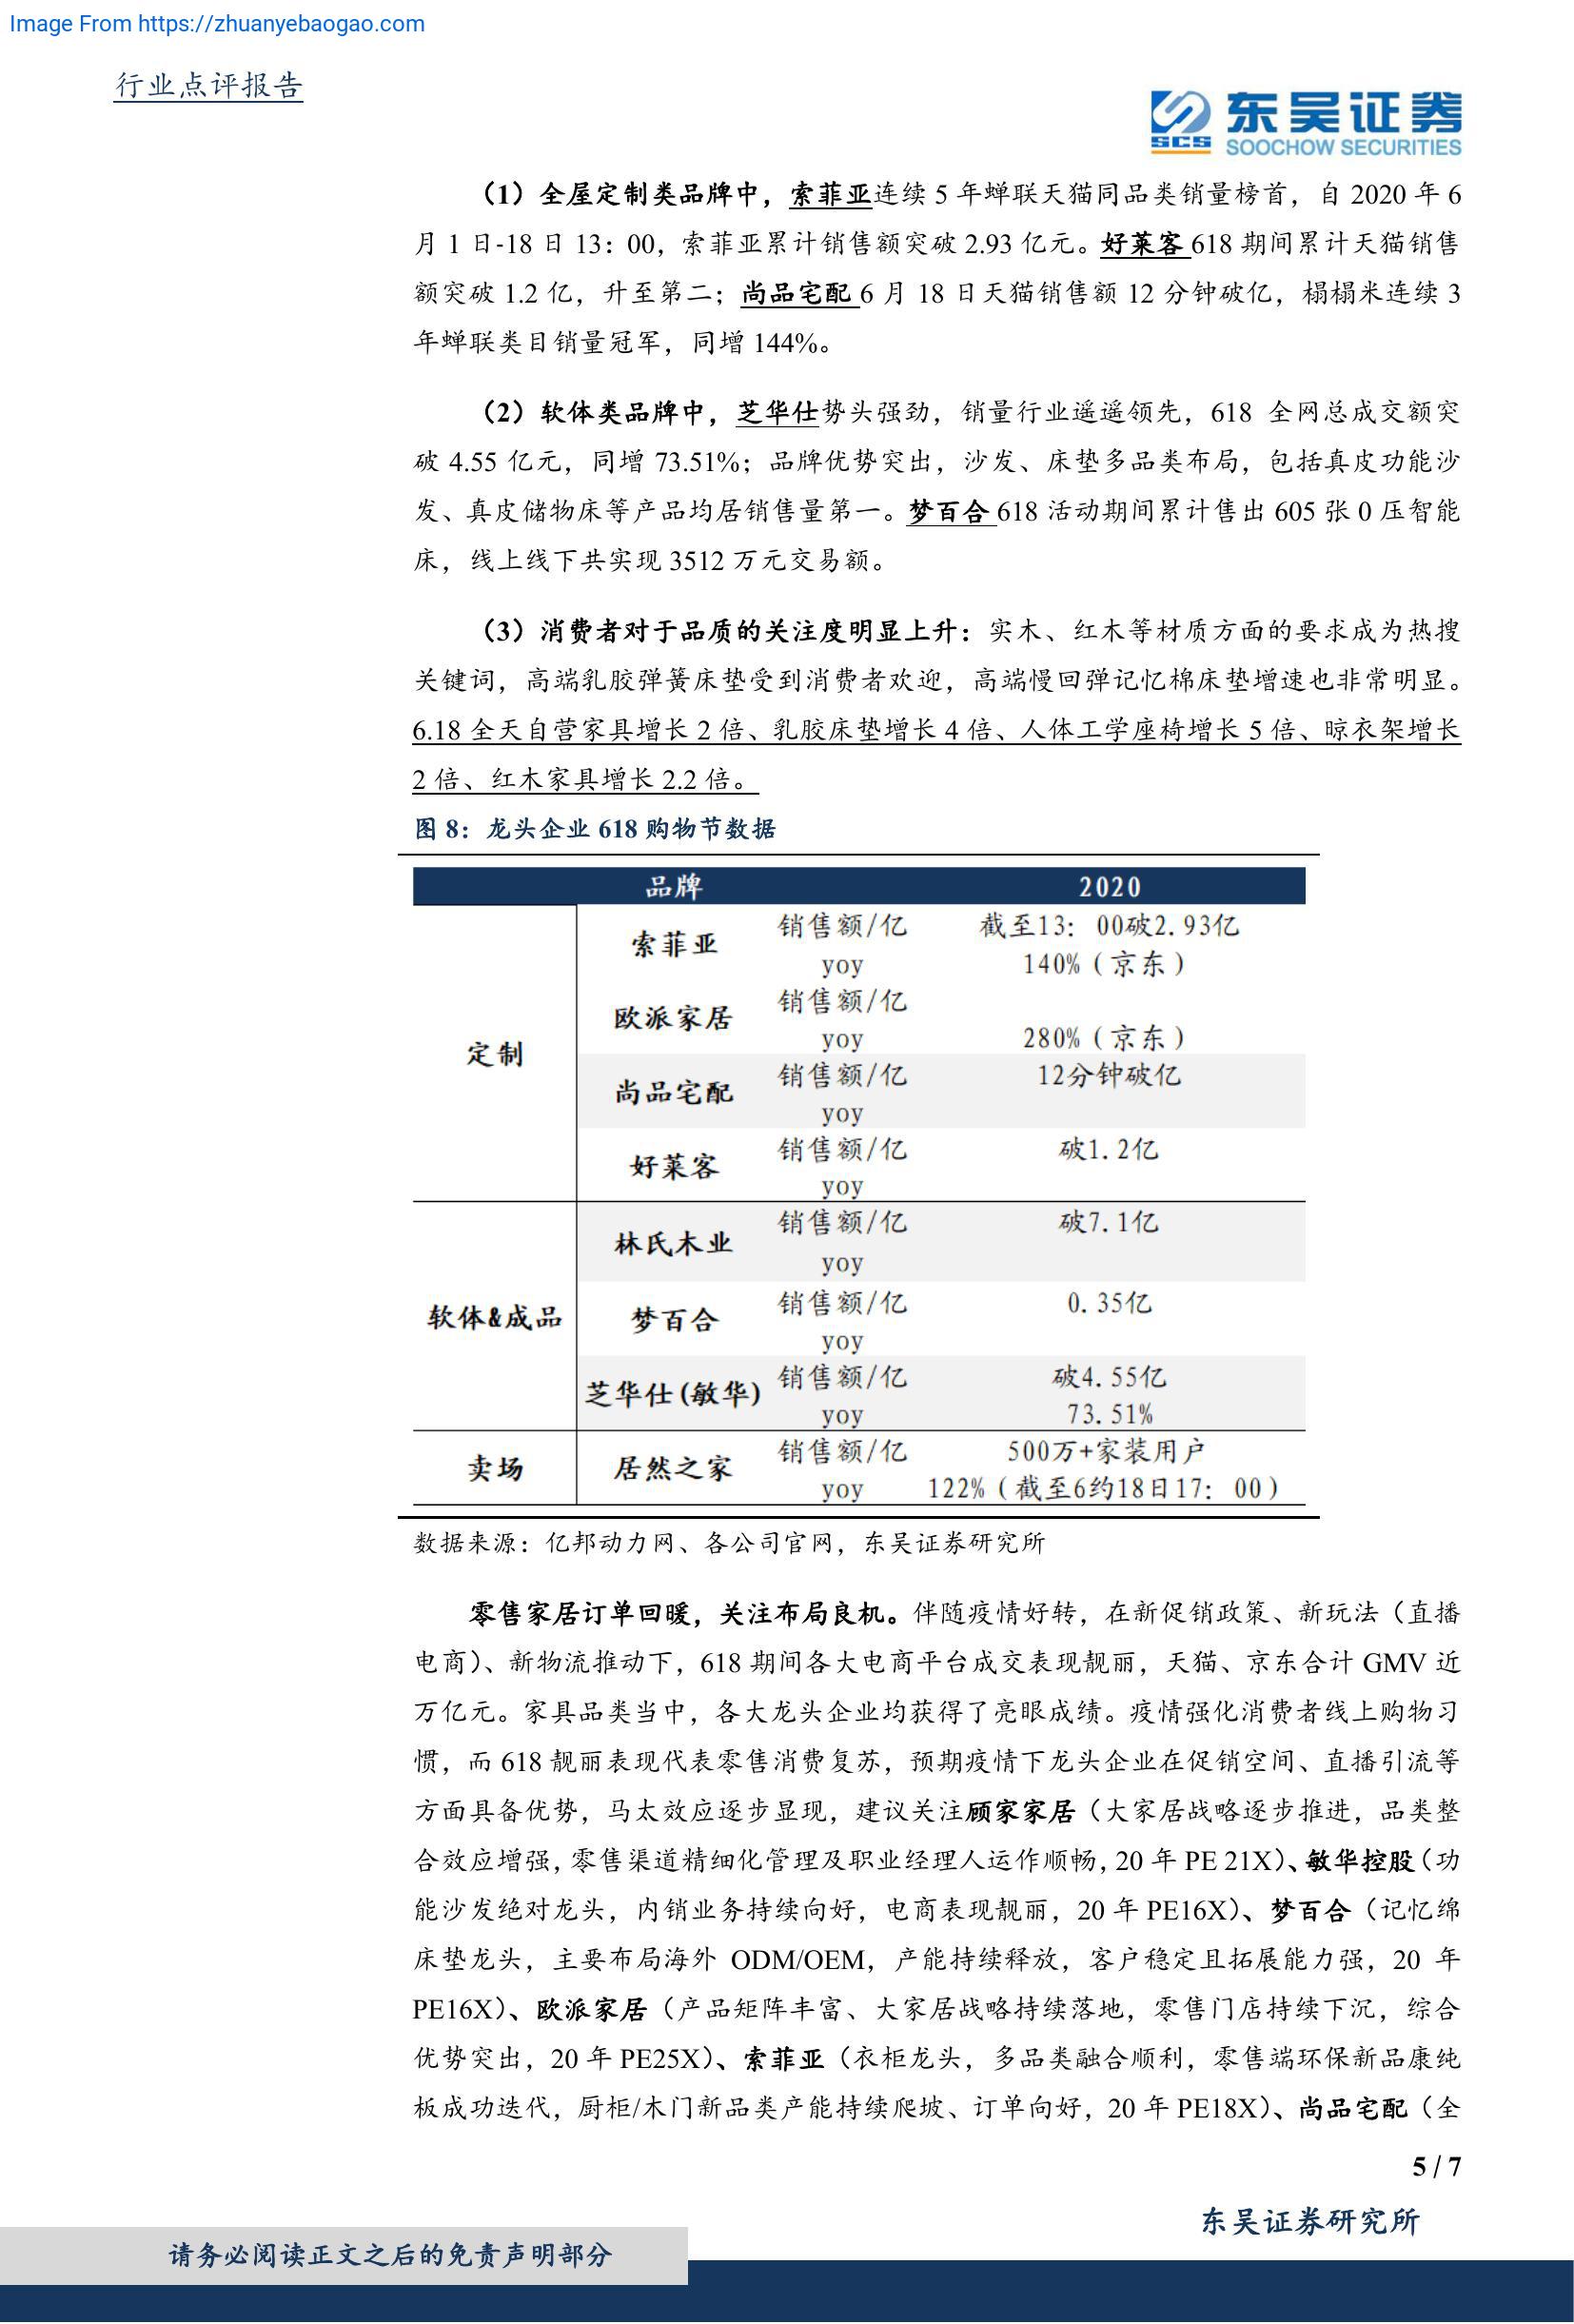 Image From https://zhuanyebaogao.com
行业点评报告
东吴证券
SCS
SOOCHOW SECURITIES
（1）全屋定制类品牌中，索菲亚连续 5 年蝉联天猫同品类销量榜首，自 2020 年 6
月 1 日-18 日 13：00，索菲亚累计销售额突破 2.93 亿元。好莱客 618 期间累计天猫销售
额突破 1.2 亿，升至第二；尚品宅配 6 月 18 日天猫销售额 12 分钟破亿，榻榻米连续 3
年蝉联类目销量冠军，同增 144%。
（2）软体类品牌中，芝华仕势头强劲，销量行业遥遥领先，618 全网总成交额突
破 4.55 亿元，同增 73.51%；品牌优势突出，沙发、床垫多品类布局，包括真皮功能沙
发、真皮储物床等产品均居销售量第一。梦百合 618 活动期间累计售出 605 张 0 压智能
床，线上线下共实现 3512 万元交易额。
（3）消费者对于品质的关注度明显上升：实木、红木等材质方面的要求成为热搜
关键词，高端乳胶弹簧床垫受到消费者欢迎，高端慢回弹记忆棉床垫增速也非常明显。
6.18 全天自营家具增长 2 倍、乳胶床垫增长 4 倍、人体工学座椅增长 5 倍、晾衣架增长
2 倍、红木家具增长 2.2 倍。
图 8：龙头企业 618 购物节数据
品牌 2020
定制 索菲亚 销售额/亿 截至13：00破2.93亿
yoy 140%（京东）
欧派家居 销售额/亿
yoy 280%（京东）
尚品宅配 销售额/亿 12分钟破亿
yoy
好莱客 销售额/亿 破1.2亿
yoy
软体&成品 林氏木业 销售额/亿 破7.1亿
yoy
梦百合 销售额/亿 0.35亿
yoy
芝华仕(敏华) 销售额/亿 破4.55亿
yoy 73.51%
卖场 居然之家 销售额/亿 500万+家装用户
yoy 122%（截至6约18日17：00）
数据来源：亿邦动力网、各公司官网，东吴证券研究所
零售家居订单回暖，关注布局良机。伴随疫情好转，在新促销政策、新玩法（直播
电商）、新物流推动下，618 期间各大电商平台成交表现靓丽，天猫、京东合计 GMV 近
万亿元。家具品类当中，各大龙头企业均获得了亮眼成绩。疫情强化消费者线上购物习
惯，而 618 靓丽表现代表零售消费复苏，预期疫情下龙头企业在促销空间、直播引流等
方面具备优势，马太效应逐步显现，建议关注顾家家居（大家居战略逐步推进，品类整
合效应增强，零售渠道精细化管理及职业经理人运作顺畅，20 年 PE 21X）、敏华控股（功
能沙发绝对龙头，内销业务持续向好，电商表现靓丽，20 年 PE16X）、梦百合（记忆绵
床垫龙头，主要布局海外 ODM/OEM，产能持续释放，客户稳定且拓展能力强，20 年
PE16X）、欧派家居（产品矩阵丰富、大家居战略持续落地，零售门店持续下沉，综合
优势突出，20 年 PE25X）、索菲亚（衣柜龙头，多品类融合顺利，零售端环保新品康纯
板成功迭代，厨柜/木门新品类产能持续爬坡、订单向好，20 年 PE18X）、尚品宅配（全
5 / 7
东吴证券研究所
请务必阅读正文之后的免责声明部分